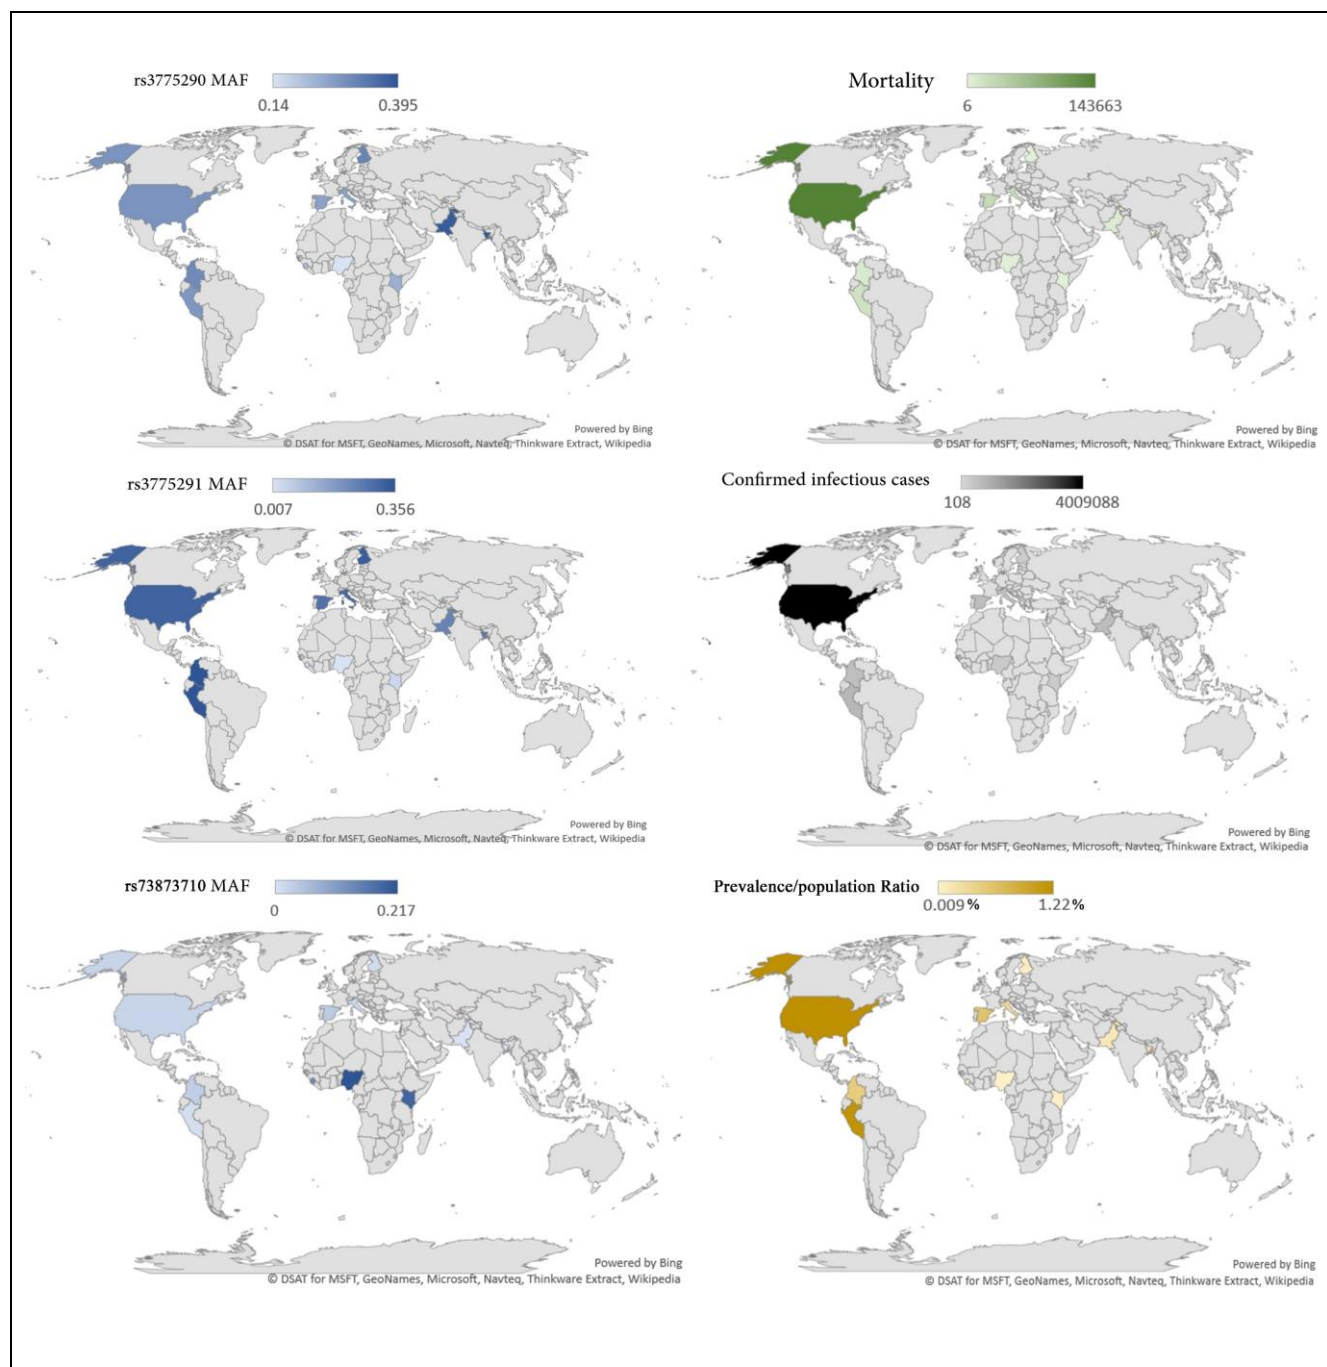 rs3775290 MAF
0.14 0.395
Mortality
6 143663
Powered by Bing
© DSAT for MSFT, GeoNames, Microsoft, Navteq, Thinkware Extract, Wikipedia
Powered by Bing
© DSAT for MSFT, GeoNames, Microsoft, Navteq, Thinkware Extract, Wikipedia
rs3775291 MAF
0.007 0.356
Confirmed infectious cases
108 4009088
Powered by Bing
© DSAT for MSFT, GeoNames, Microsoft, Navteq, Thinkware Extract, Wikipedia
Powered by Bing
© DSAT for MSFT, GeoNames, Microsoft, Navteq, Thinkware Extract, Wikipedia
rs73873710 MAF
0 0.217
Prevalence/population Ratio
0.009% 1.22%
Powered by Bing
© DSAT for MSFT, GeoNames, Microsoft, Navteq, Thinkware Extract, Wikipedia
Powered by Bing
© DSAT for MSFT, GeoNames, Microsoft, Navteq, Thinkware Extract, Wikipedia